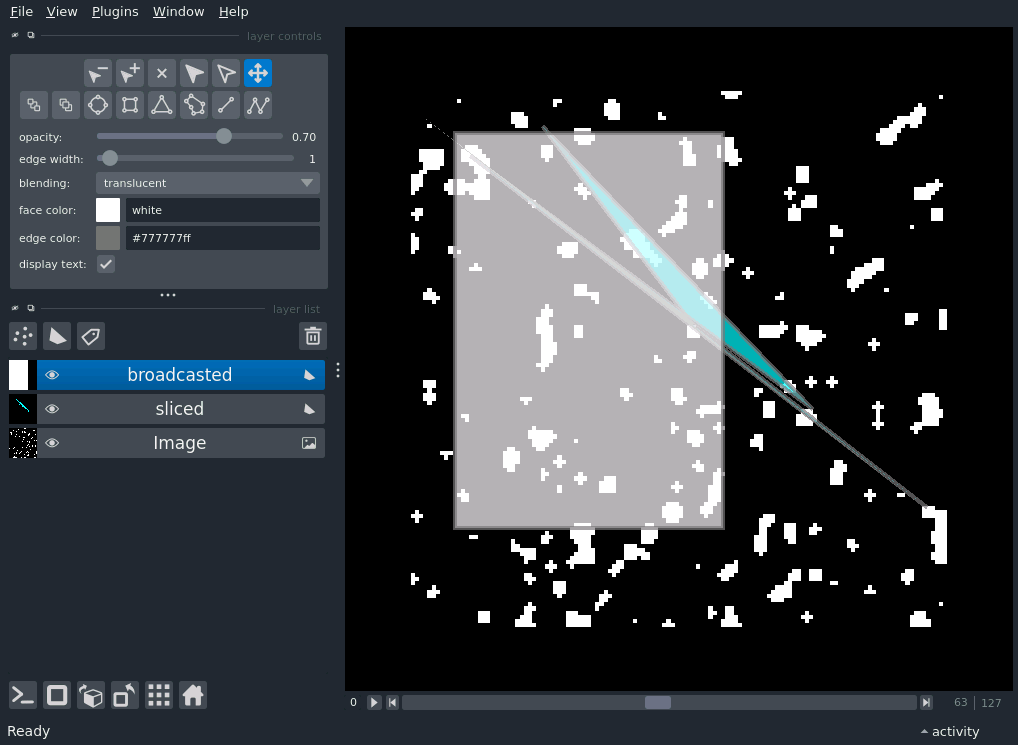 File View Plugins Window Help
layer controls
opacity: 0.70
edge width: 1
blending: translucent
face color: white
edge color: #777777ff
display text:
layer list
broadcasted
sliced
Image
0 63 127
Ready activity